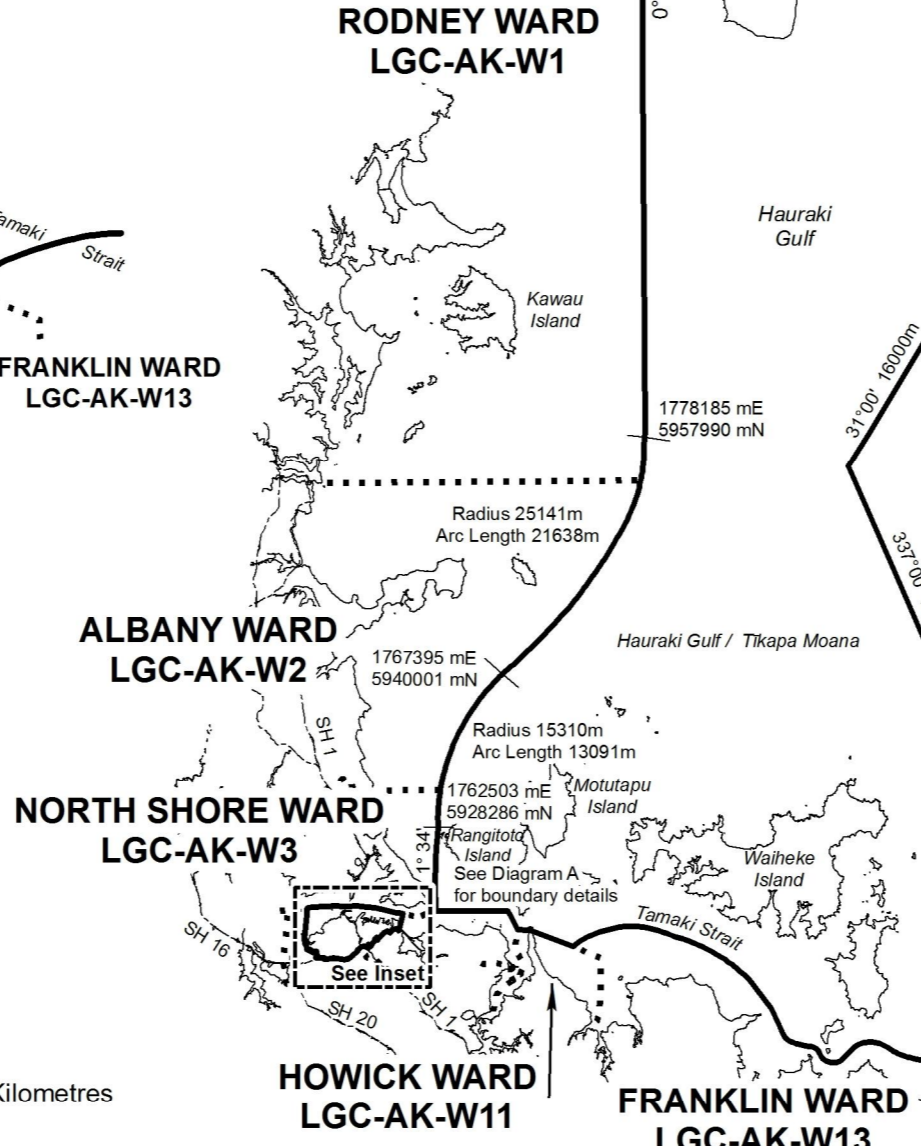 RODNEY WARD
LGC-AK-W1
Hauraki
Gulf
Strait
Kawau
Island
FRANKLIN WARD
LGC-AK-W13
31°00' 16000m
1778185 mE
5957990 mN
Radius 25141m
Arc Length 21638m
337°00
ALBANY WARD
LGC-AK-W2
Hauraki Gulf / Tīkapa Moana
1767395 mE
5940001 mN
SH 1
Radius 15310m
Arc Length 13091m
Motutapu
Island
1762503 mE
5928286 mN
NORTH SHORE WARD
LGC-AK-W3
1° 34'
Rangitoto
Island
See Diagram A
for boundary details
Waiheke
Island
Tamaki Strait
SH 16
See Inset
SH 1
SH 20
HOWICK WARD
LGC-AK-W11
Kilometres
FRANKLIN WARD
LGC-AK-W13